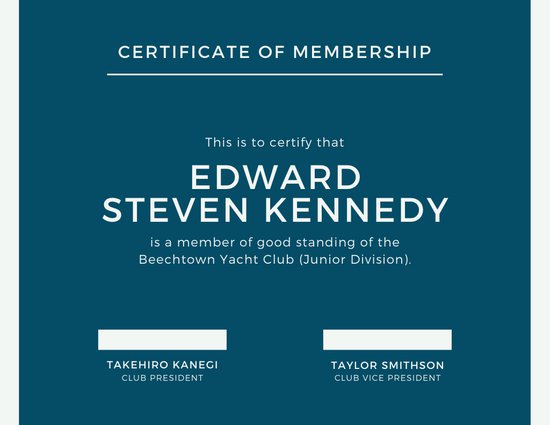 CERTIFICATE OF MEMBERSHIP
This is to certify that
EDWARD
STEVEN KENNEDY
is a member of good standing of the
Beechtown Yacht Club (Junior Division).
TAKEHIRO KANEGI
CLUB PRESIDENT
TAYLOR SMITHSON
CLUB VICE PRESIDENT